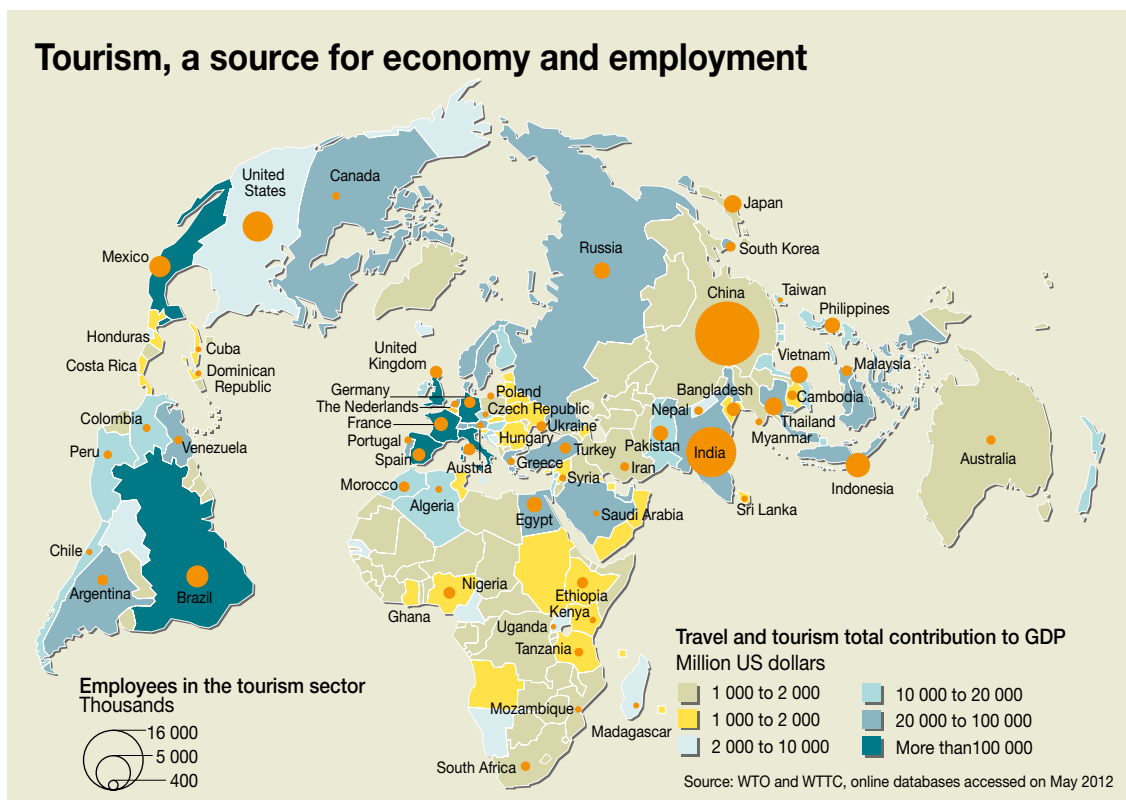 Tourism, a source for economy and employment
United
States
Canada
Mexico
Honduras
Costa Rica
Cuba
Dominican
Republic
Colombia
Venezuela
Peru
Chile
Argentina
Brazil
Russia
Japan
South Korea
China
Taiwan
Philippines
Vietnam
Malaysia
Bangladesh
Cambodia
Nepal
Thailand
Myanmar
Pakistan
India
Indonesia
Sri Lanka
Australia
United
Kingdom
Germany
The Nederlands
France
Portugal
Spain
Poland
Czech Republic
Ukraine
Hungary
Austria
Greece
Turkey
Syria
Iran
Morocco
Algeria
Egypt
Saudi Arabia
Nigeria
Ghana
Ethiopia
Kenya
Uganda
Tanzania
Mozambique
Madagascar
South Africa
Employees in the tourism sector
Thousands
16 000
5 000
400
Travel and tourism total contribution to GDP
Million US dollars
1 000 to 2 000
1 000 to 2 000
2 000 to 10 000
10 000 to 20 000
20 000 to 100 000
More than100 000
Source: WTO and WTTC, online databases accessed on May 2012